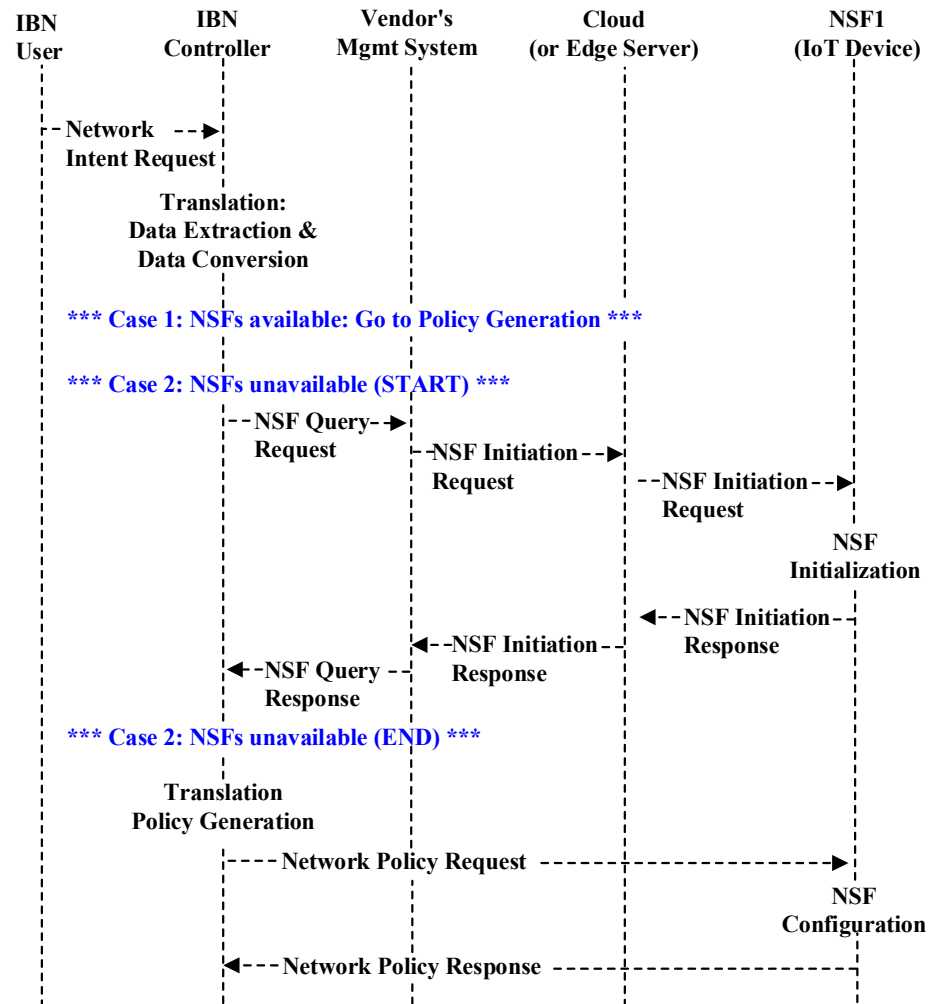 IBN
User
IBN
Controller
Vendor's
Mgmt System
Cloud
(or Edge Server)
NSF1
(IoT Device)
Network
Intent Request
Translation:
Data Extraction &
Data Conversion
*** Case 1: NSFs available: Go to Policy Generation ***
*** Case 2: NSFs unavailable (START) ***
NSF Query
Request
NSF Initiation
Request
NSF Initiation
Request
NSF
Initialization
NSF Initiation
Response
NSF Initiation
Response
NSF Query
Response
*** Case 2: NSFs unavailable (END) ***
Translation
Policy Generation
Network Policy Request
NSF
Configuration
Network Policy Response